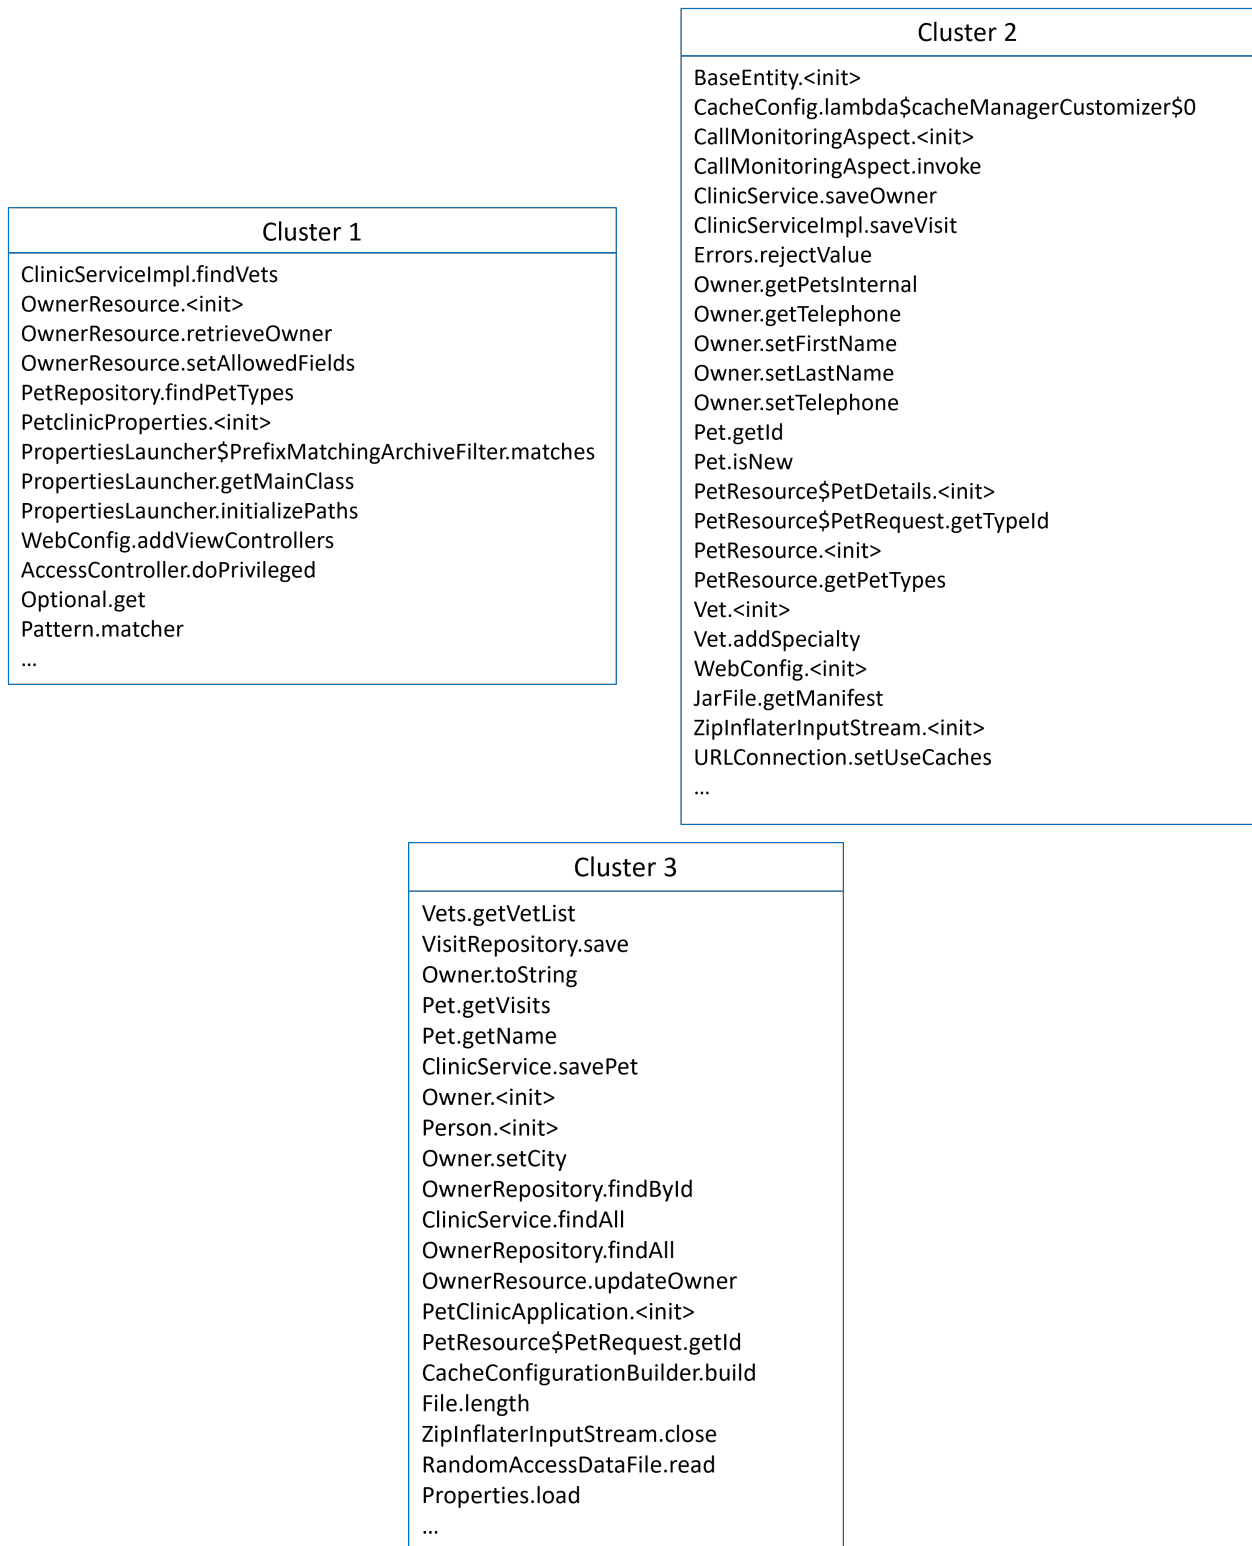 Cluster 1
ClinicServiceImpl.findVets
OwnerResource.<init>
OwnerResource.retrieveOwner
OwnerResource.setAllowedFields
PetRepository.findPetTypes
PetclinicProperties.<init>
PropertiesLauncher$PrefixMatchingArchiveFilter.matches
PropertiesLauncher.getMainClass
PropertiesLauncher.initializePaths
WebConfig.addViewControllers
AccessController.doPrivileged
Optional.get
Pattern.matcher
...
Cluster 2
BaseEntity.<init>
CacheConfig.lambda$cacheManagerCustomizer$0
CallMonitoringAspect.<init>
CallMonitoringAspect.invoke
ClinicService.saveOwner
ClinicServiceImpl.saveVisit
Errors.rejectValue
Owner.getPetsInternal
Owner.getTelephone
Owner.setFirstName
Owner.setLastName
Owner.setTelephone
Pet.getId
Pet.isNew
PetResource$PetDetails.<init>
PetResource$PetRequest.getTypeId
PetResource.<init>
PetResource.getPetTypes
Vet.<init>
Vet.addSpecialty
WebConfig.<init>
JarFile.getManifest
ZipInflaterInputStream.<init>
URLConnection.setUseCaches
...
Cluster 3
Vets.getVetList
VisitRepository.save
Owner.toString
Pet.getVisits
Pet.getName
ClinicService.savePet
Owner.<init>
Person.<init>
Owner.setCity
OwnerRepository.findById
ClinicService.findAll
OwnerRepository.findAll
OwnerResource.updateOwner
PetClinicApplication.<init>
PetResource$PetRequest.getId
CacheConfigurationBuilder.build
File.length
ZipInflaterInputStream.close
RandomAccessDataFile.read
Properties.load
...